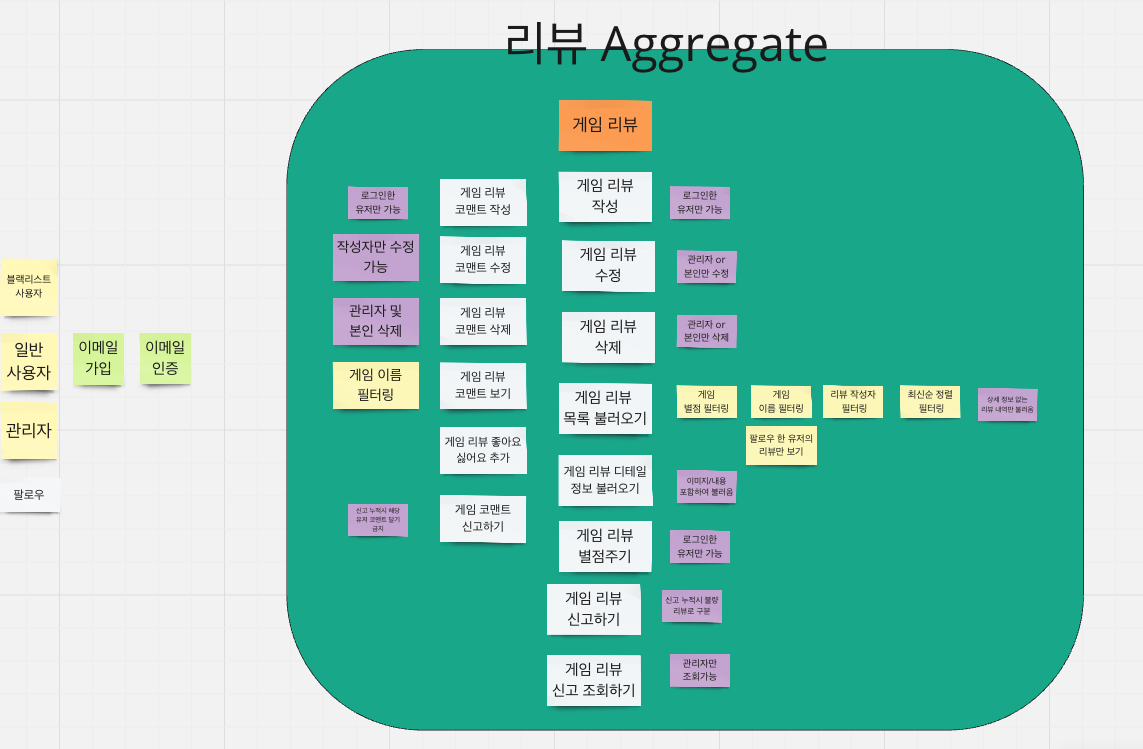 리뷰 Aggregate
게임 리뷰
로그인한
유저만 가능
게임 리뷰
코맨트 작성
게임 리뷰
작성
로그인한
유저만 가능
작성자만 수정
가능
게임 리뷰
코맨트 수정
게임 리뷰
수정
관리자 or
본인만 수정
블랙리스트
사용자
관리자 및
본인 삭제
게임 리뷰
코맨트 삭제
게임 리뷰
삭제
관리자 or
본인만 삭제
일반
사용자
이메일
가입
이메일
인증
게임 이름
필터링
게임 리뷰
코맨트 보기
게임 리뷰
목록 불러오기
게임
별점 필터링
게임
이름 필터링
리뷰 작성자
필터링
최신순 정렬
필터링
상세 정보 없는
리뷰 내역만 불러옴
관리자
게임 리뷰 좋아요
싫어요 추가
팔로우 한 유저의
리뷰만 보기
팔로우
게임 리뷰 디테일
정보 불러오기
이미지/내용
포함하여 불러옴
신고 누적시 해당
유저 코맨트 달기
금지
게임 코맨트
신고하기
게임 리뷰
별점주기
로그인한
유저만 가능
게임 리뷰
신고하기
신고 누적시 불량
리뷰로 구분
게임 리뷰
신고 조회하기
관리자만
조회가능